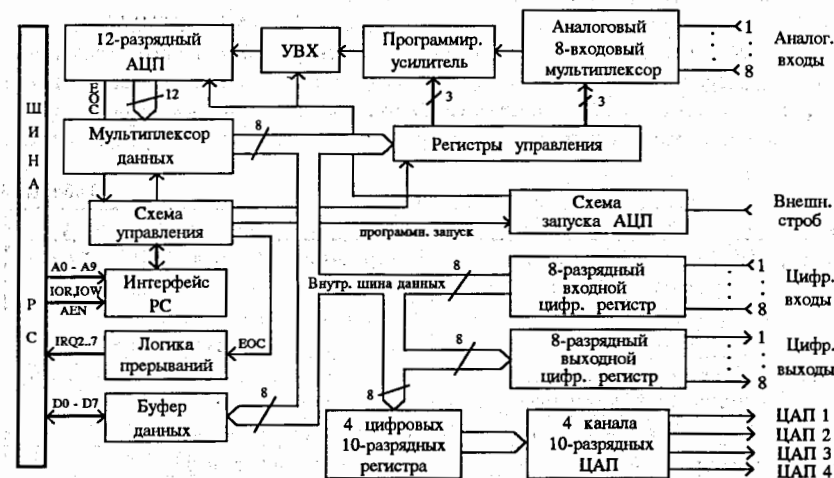 ШИНА PC
12-разрядный
АЦП
УВХ
Программир.
усилитель
Аналоговый
8-входовый
мультиплексор
1
8
Аналог.
входы
EOC
12
3
3
Мультиплексор
данных
8
Регистры управления
Схема
управления
программн. запуск
Схема
запуска АЦП
Внешн.
строб
A0 - A9
IOR,IOW
AEN
Интерфейс
PC
Внутр. шина данных
8
8-разрядный
входной
цифр. регистр
1
8
Цифр.
входы
IRQ2..7
Логика
прерываний
EOC
8
8-разрядный
выходной
цифр. регистр
1
8
Цифр.
выходы
D0 - D7
Буфер
данных
8
8
4 цифровых
10-разрядных
регистра
4 канала
10-разрядных
ЦАП
ЦАП 1
ЦАП 2
ЦАП 3
ЦАП 4